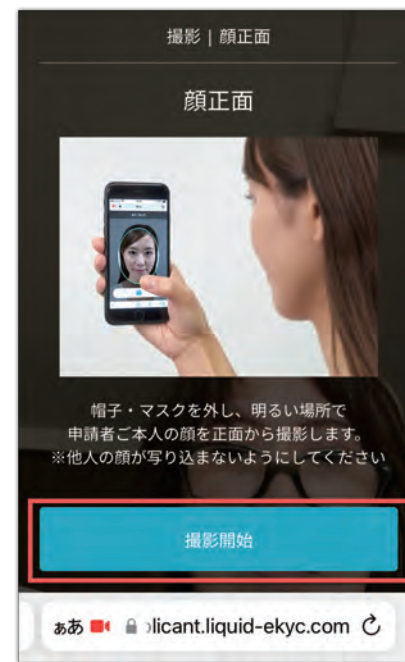 撮影 | 顔正面
顔正面
帽子・マスクを外し、明るい場所で
申請者ご本人の顔を正面から撮影します。
※他人の顔が写り込まないようにしてください
撮影開始
ぁあ licant.liquid-ekyc.com